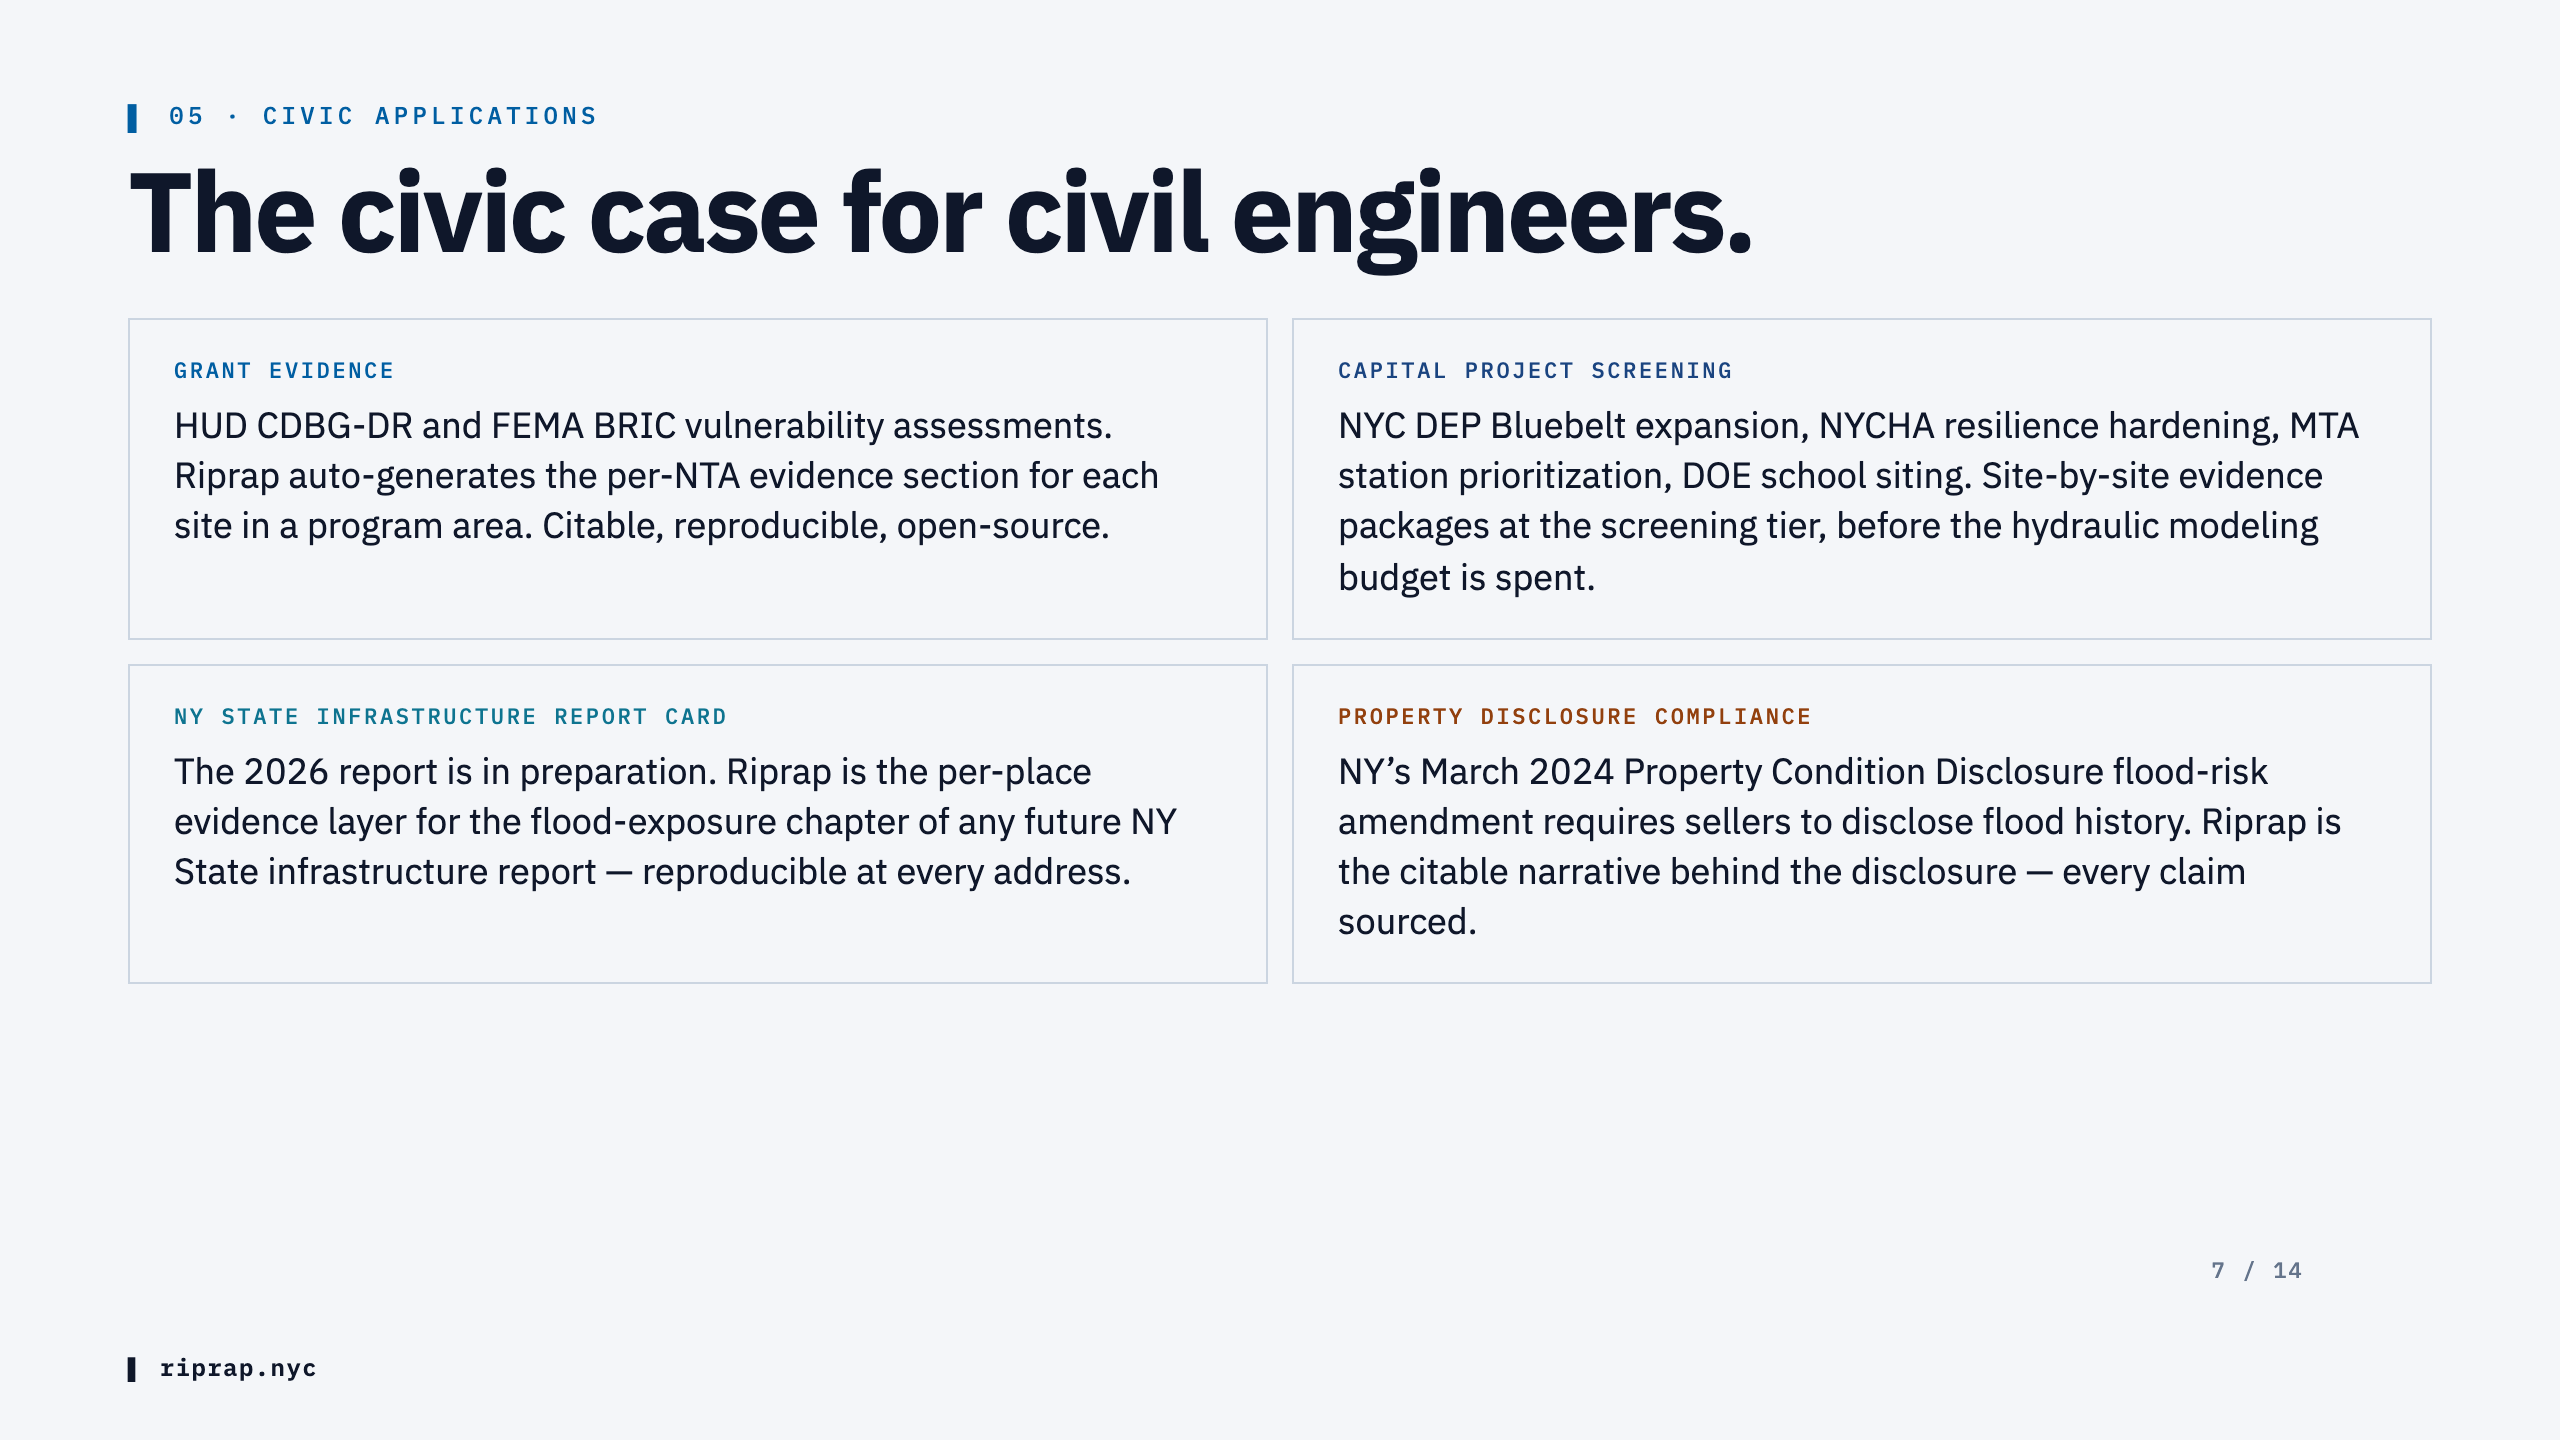 05 · CIVIC APPLICATIONS
The civic case for civil engineers.
GRANT EVIDENCE
HUD CDBG-DR and FEMA BRIC vulnerability assessments.
Riprap auto-generates the per-NTA evidence section for each
site in a program area. Citable, reproducible, open-source.
CAPITAL PROJECT SCREENING
NYC DEP Bluebelt expansion, NYCHA resilience hardening, MTA
station prioritization, DOE school siting. Site-by-site evidence
packages at the screening tier, before the hydraulic modeling
budget is spent.
NY STATE INFRASTRUCTURE REPORT CARD
The 2026 report is in preparation. Riprap is the per-place
evidence layer for the flood-exposure chapter of any future NY
State infrastructure report — reproducible at every address.
PROPERTY DISCLOSURE COMPLIANCE
NY’s March 2024 Property Condition Disclosure flood-risk
amendment requires sellers to disclose flood history. Riprap is
the citable narrative behind the disclosure — every claim
sourced.
7 / 14
riprap.nyc